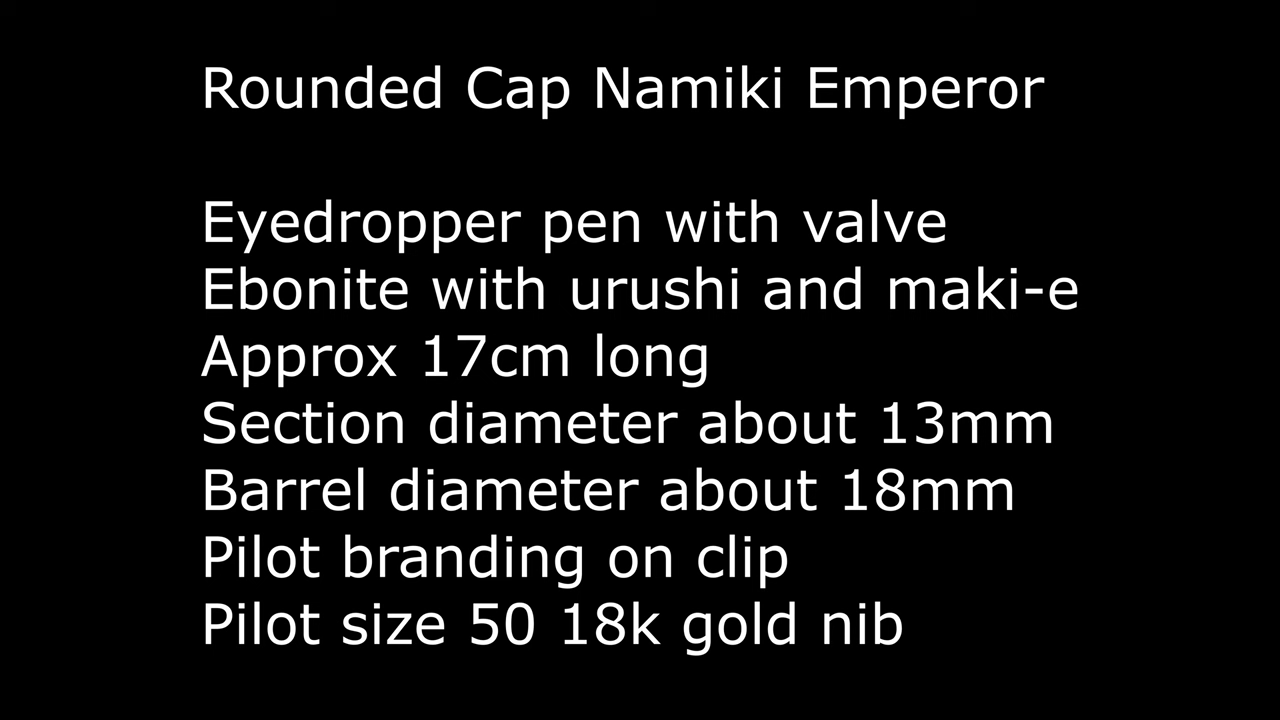 Rounded Cap Namiki Emperor
Eyedropper pen with valve
Ebonite with urushi and maki-e
Approx 17cm long
Section diameter about 13mm
Barrel diameter about 18mm
Pilot branding on clip
Pilot size 50 18k gold nib